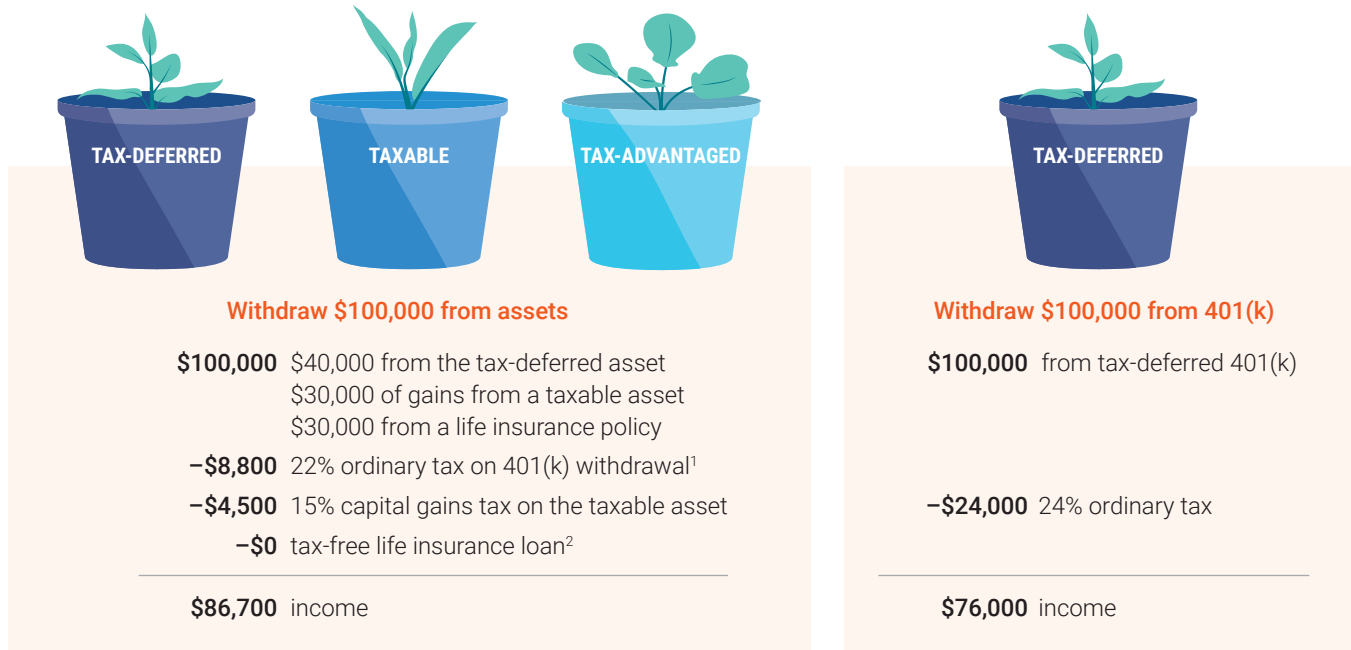 TAX-DEFERRED
TAXABLE
TAX-ADVANTAGED
Withdraw $100,000 from assets
$100,000 $40,000 from the tax-deferred asset
$30,000 of gains from a taxable asset
$30,000 from a life insurance policy
–$8,800 22% ordinary tax on 401(k) withdrawal¹
–$4,500 15% capital gains tax on the taxable asset
–$0 tax-free life insurance loan²
$86,700 income
TAX-DEFERRED
Withdraw $100,000 from 401(k)
$100,000 from tax-deferred 401(k)
–$24,000 24% ordinary tax
$76,000 income